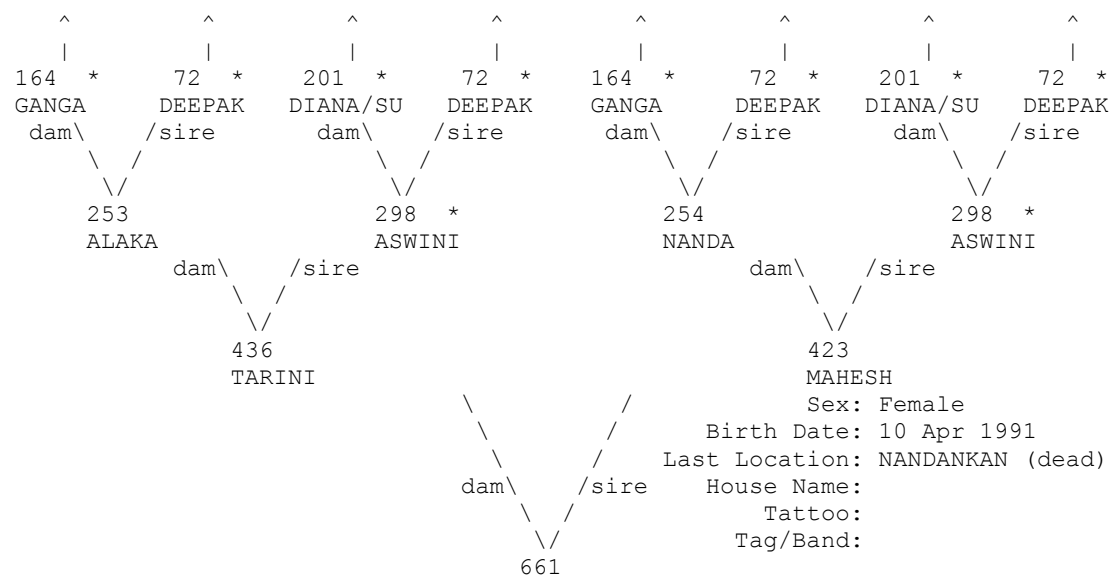 ^ ^ ^ ^ ^ ^ ^ ^
| | | | | | | |
164 * 72 * 201 * 72 * 164 * 72 * 201 * 72 *
GANGA DEEPAK DIANA/SU DEEPAK GANGA DEEPAK DIANA/SU DEEPAK
dam\ /sire dam\ /sire dam\ /sire dam\ /sire
\ / \ / \ / \ /
\/ \/ \/ \/
253 298 * 254 298 *
ALAKA ASWINI NANDA ASWINI
dam\ /sire dam\ /sire
\ / \ /
\/ \/
436 423
TARINI MAHESH
\ / Sex: Female
\ / Birth Date: 10 Apr 1991
\ / Last Location: NANDANKAN (dead)
dam\ /sire House Name:
\ / Tattoo:
\/ Tag/Band:
661